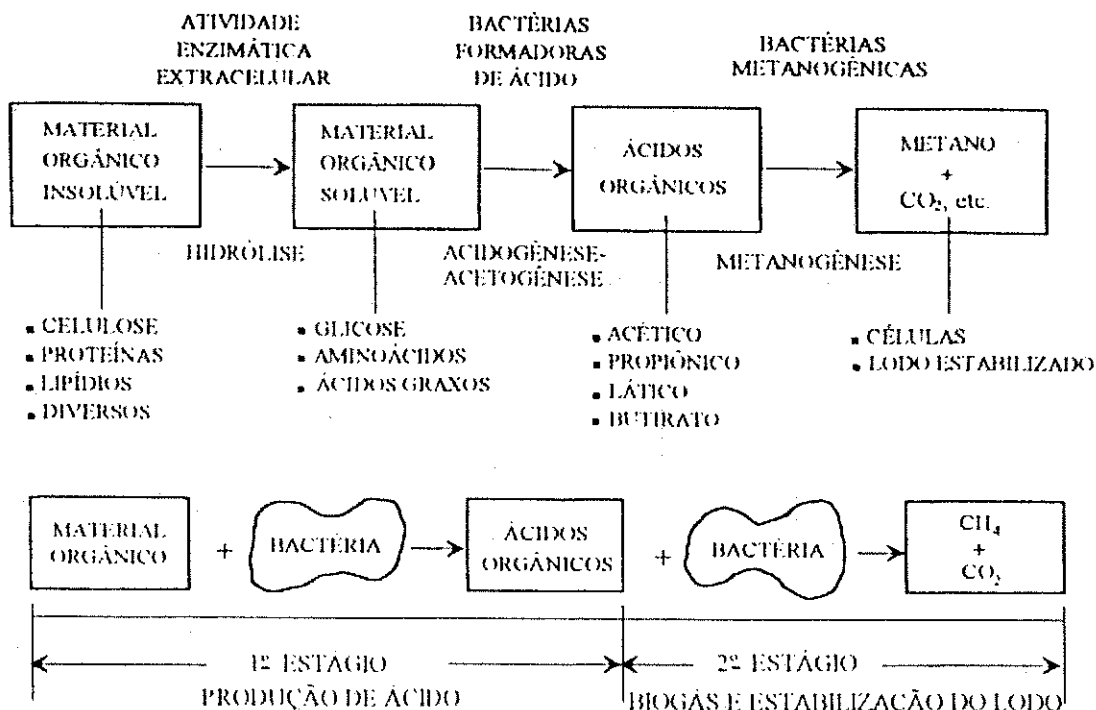 ATIVIDADE
ENZIMÁTICA
EXTRACELULAR
BACTÉRIAS
FORMADORAS
DE ÁCIDO
BACTÉRIAS
METANOGÊNICAS
MATERIAL
ORGÂNICO
INSOLÚVEL
MATERIAL
ORGÂNICO
SOLUVEL
ÁCIDOS
ORGÂNICOS
METANO
+
CO₂, etc.
HIDRÓLISE
ACIDOGÊNESE-
ACETOGÊNESE
METANOGÊNESE
▪ CELULOSE
▪ PROTEÍNAS
▪ LIPÍDIOS
▪ DIVERSOS
▪ GLICOSE
▪ AMINOÁCIDOS
▪ ÁCIDOS GRAXOS
▪ ACÉTICO
▪ PROPIÔNICO
▪ LÁTICO
▪ BUTIRATO
▪ CÉLULAS
▪ LODO ESTABILIZADO
MATERIAL
ORGÂNICO
+
BACTÉRIA
ÁCIDOS
ORGÂNICOS
+
BACTÉRIA
CH₄
+
CO₂
1º ESTÁGIO
PRODUÇÃO DE ÁCIDO
2º ESTÁGIO
BIOGÁS E ESTABILIZAÇÃO DO LODO